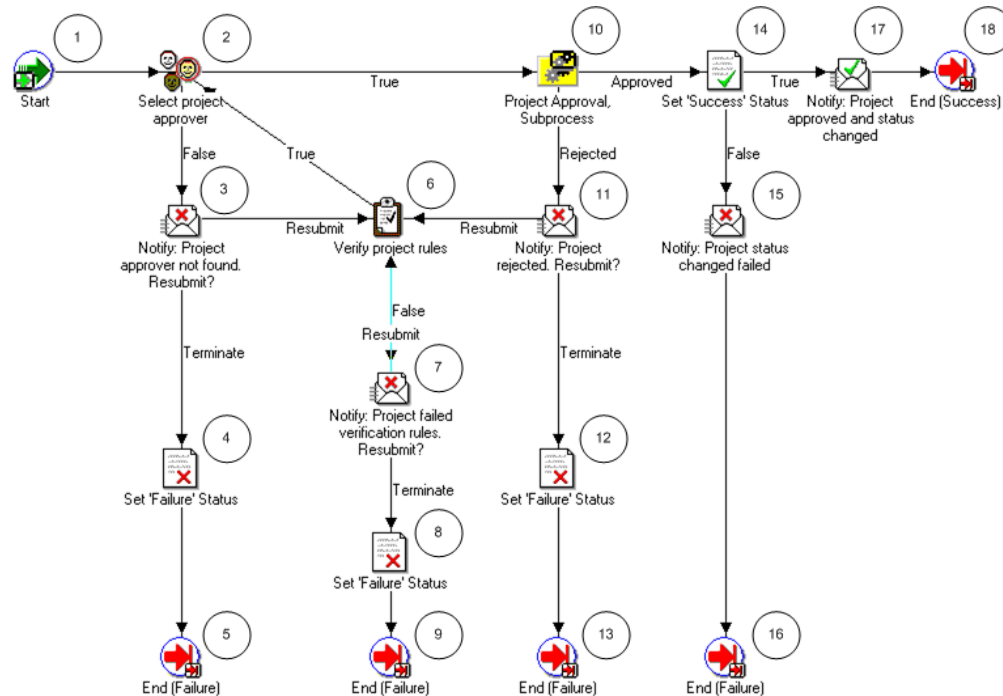 1
2
10
14
17
18
Start
Select project
approver
True
Project Approval,
Subprocess
Approved
Set 'Success' Status
True
Notify: Project
approved and status
changed
End (Success)
False
True
Rejected
False
3
6
11
15
Resubmit
Resubmit
Notify: Project
approver not found.
Resubmit?
Verify project rules
Notify: Project
rejected. Resubmit?
Notify: Project status
changed failed
False
Resubmit
Terminate
7
Terminate
Notify: Project failed
verification rules.
Resubmit?
4
12
Set 'Failure' Status
Terminate
Set 'Failure' Status
8
Set 'Failure' Status
5
9
13
16
End (Failure)
End (Failure)
End (Failure)
End (Failure)